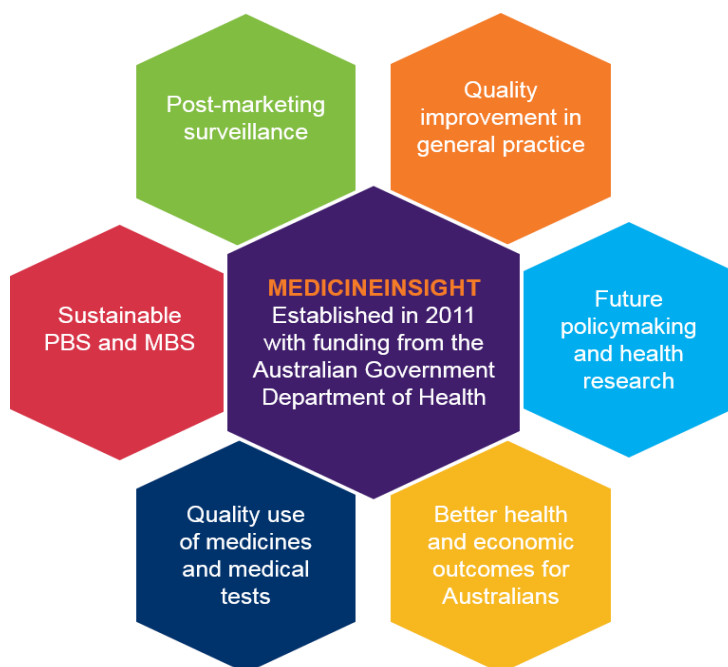 Post-marketing
surveillance
Quality
improvement in
general practice
MEDICINEINSIGHT
Established in 2011
with funding from the
Australian Government
Department of Health
Sustainable
PBS and MBS
Future
policymaking
and health
research
Quality use
of medicines
and medical
tests
Better health
and economic
outcomes for
Australians